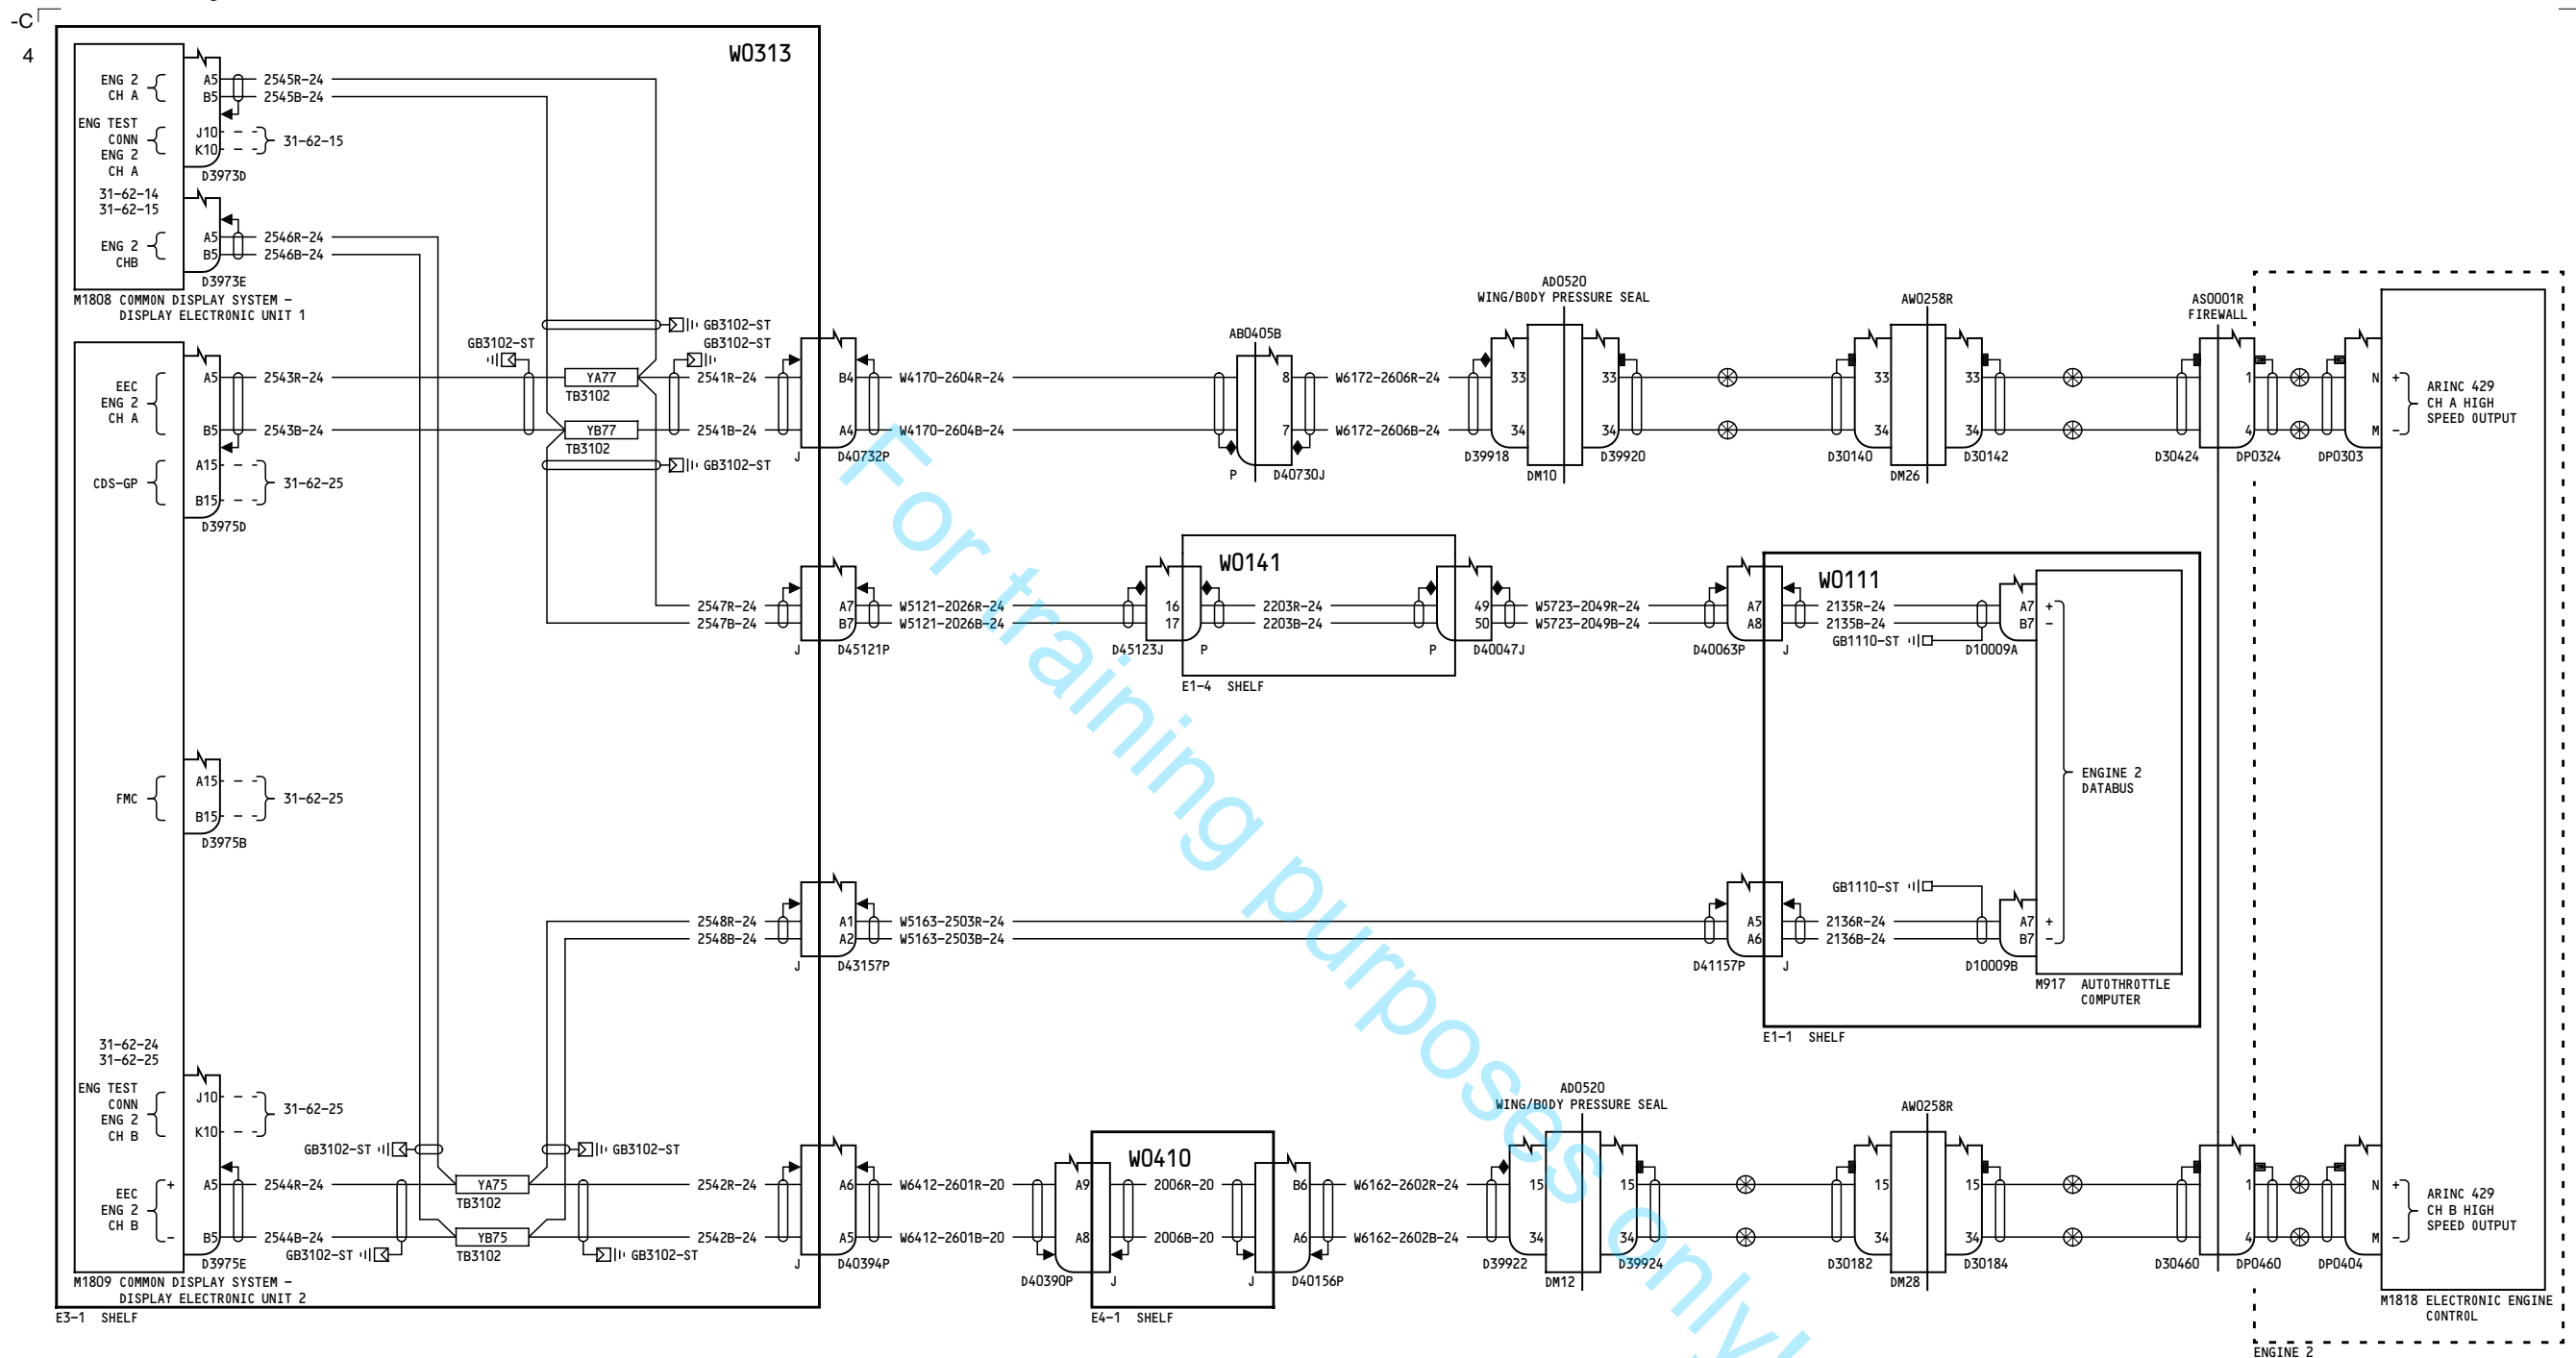 -C
4
W0313
ENG 2
CH A
A5
B5
2545R-24
2545B-24
ENG TEST
CONN
ENG 2
CH A
J10
K10
31-62-15
D3973D
31-62-14
31-62-15
ENG 2
CHB
A5
B5
2546R-24
2546B-24
D3973E
M1808 COMMON DISPLAY SYSTEM -
DISPLAY ELECTRONIC UNIT 1
EEC
ENG 2
CH A
A5
B5
2543R-24
2543B-24
CDS-GP
A15
B15
31-62-25
D3975D
GB3102-ST
GB3102-ST
GB3102-ST
YA77
TB3102
YB77
TB3102
GB3102-ST
2541R-24
2541B-24
B4
A4
J
D40732P
W4170-2604R-24
W4170-2604B-24
AB0405B
8
7
P
D40730J
W6172-2606R-24
W6172-2606B-24
AD0520
WING/BODY PRESSURE SEAL
33
34
33
34
D39918
D39920
DM10
AW0258R
33
34
33
34
D30140
D30142
DM26
AS0001R
FIREWALL
1
4
D30424
DP0324
N
M
DP0303
+
-
ARINC 429
CH A HIGH
SPEED OUTPUT
2547R-24
2547B-24
A7
B7
J
D45121P
W5121-2026R-24
W5121-2026B-24
W0141
16
17
D45123J
P
2203R-24
2203B-24
49
50
P
D40047J
E1-4 SHELF
W5723-2049R-24
W5723-2049B-24
A7
A8
D40063P
J
W0111
2135R-24
2135B-24
GB1110-ST
A7
B7
+
-
D10009A
ENGINE 2
DATABUS
FMC
A15
B15
31-62-25
D3975B
2548R-24
2548B-24
A1
A2
J
D43157P
W5163-2503R-24
W5163-2503B-24
A5
A6
D41157P
J
GB1110-ST
2136R-24
2136B-24
A7
B7
+
-
D10009B
M917 AUTOTHROTTLE
COMPUTER
E1-1 SHELF
31-62-24
31-62-25
ENG TEST
CONN
ENG 2
CH B
J10
K10
31-62-25
EEC
ENG 2
CH B
+
-
A5
B5
2544R-24
2544B-24
D3975E
M1809 COMMON DISPLAY SYSTEM -
DISPLAY ELECTRONIC UNIT 2
E3-1 SHELF
GB3102-ST
GB3102-ST
YA75
TB3102
YB75
TB3102
GB3102-ST
GB3102-ST
2542R-24
2542B-24
A6
A5
J
D40394P
W6412-2601R-20
W6412-2601B-20
W0410
A9
A8
D40390P
J
2006R-20
2006B-20
B6
A6
J
D40156P
E4-1 SHELF
W6162-2602R-24
W6162-2602B-24
AD0520
WING/BODY PRESSURE SEAL
15
34
15
34
D39922
D39924
DM12
AW0258R
15
34
15
34
D30182
D30184
DM28
1
4
D30460
DP0460
N
M
DP0404
+
-
ARINC 429
CH B HIGH
SPEED OUTPUT
M1818 ELECTRONIC ENGINE
CONTROL
ENGINE 2
For training purposes only!